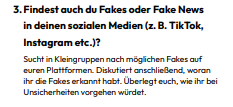 3. Findest auch du Fakes oder Fake News
in deinen sozialen Medien (z. B. TikTok,
Instagram etc.)?
Sucht in Kleingruppen nach möglichen Fakes auf
euren Plattformen. Diskutiert anschließend, woran
ihr die Fakes erkannt habt. Überlegt euch, wie ihr bei
Unsicherheiten vorgehen würdet.